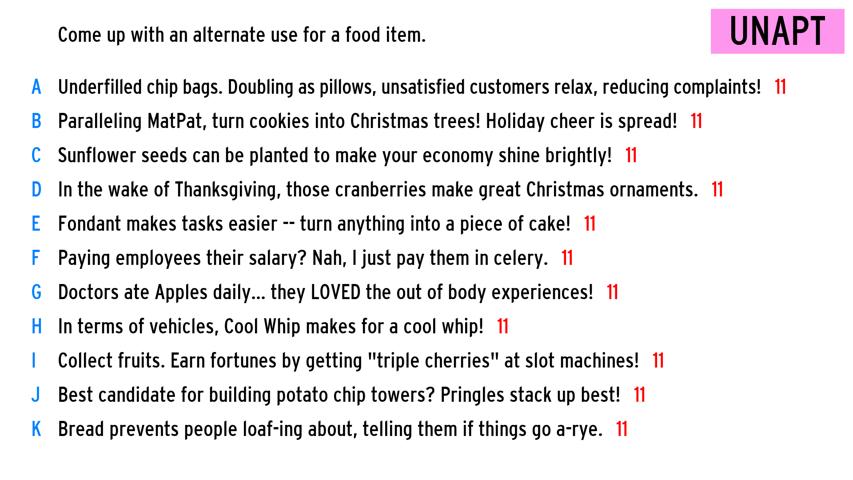 Come up with an alternate use for a food item.
UNAPT
A Underfilled chip bags. Doubling as pillows, unsatisfied customers relax, reducing complaints! 11
B Paralleling MatPat, turn cookies into Christmas trees! Holiday cheer is spread! 11
C Sunflower seeds can be planted to make your economy shine brightly! 11
D In the wake of Thanksgiving, those cranberries make great Christmas ornaments. 11
E Fondant makes tasks easier -- turn anything into a piece of cake! 11
F Paying employees their salary? Nah, I just pay them in celery. 11
G Doctors ate Apples daily... they LOVED the out of body experiences! 11
H In terms of vehicles, Cool Whip makes for a cool whip! 11
I Collect fruits. Earn fortunes by getting "triple cherries" at slot machines! 11
J Best candidate for building potato chip towers? Pringles stack up best! 11
K Bread prevents people loaf-ing about, telling them if things go a-rye. 11